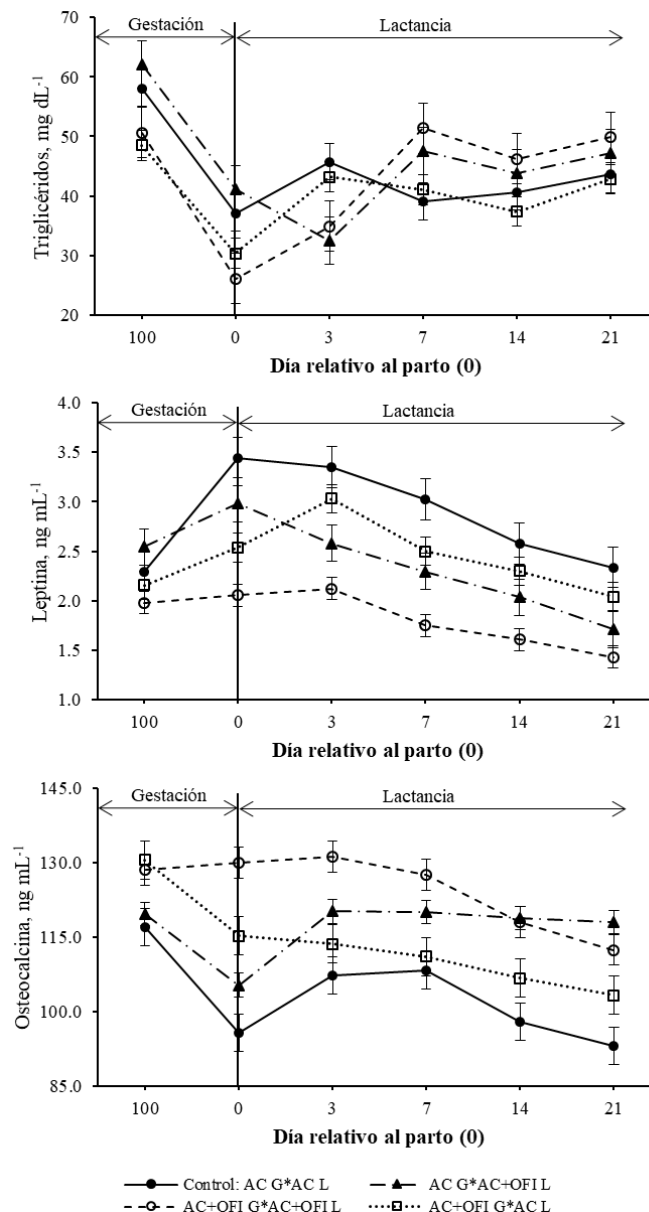 70
Gestación
Lactancia
60
50
40
30
20
Triglicéridos, mg dL-1
100
0
3
7
14
21
Día relativo al parto (0)
4.0
Gestación
Lactancia
3.5
3.0
2.5
2.0
1.5
1.0
Leptina, ng mL-1
100
0
3
7
14
21
Día relativo al parto (0)
145.0
Gestación
Lactancia
130.0
115.0
100.0
85.0
Osteocalcina, ng mL-1
100
0
3
7
14
21
Día relativo al parto (0)
Control: AC G*AC L
AC G*AC+OFI L
AC+OFI G*AC+OFI L
AC+OFI G*AC L